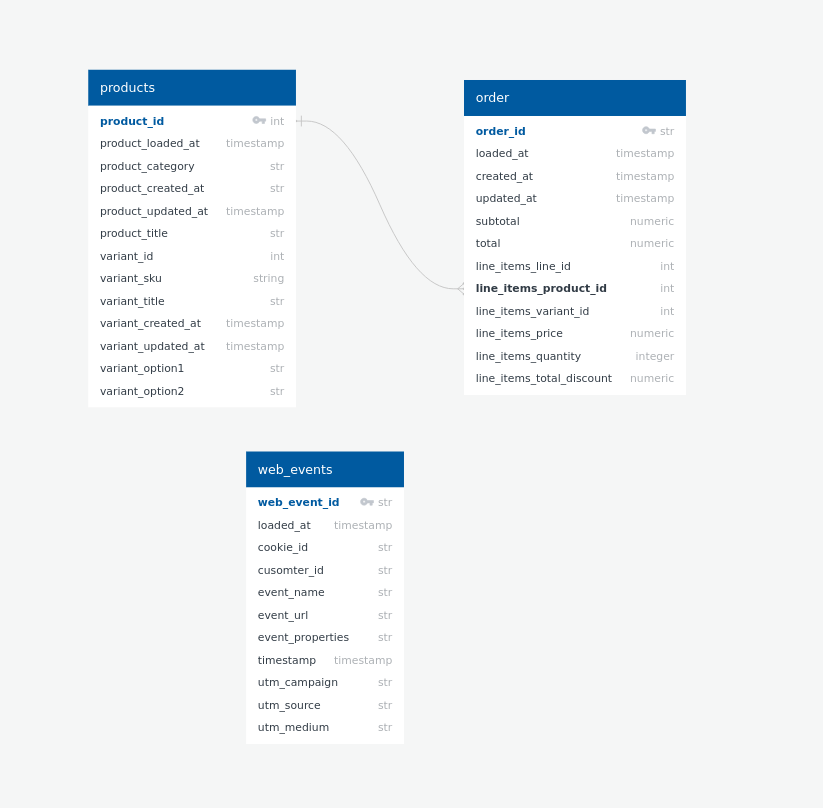 products
product_id int
product_loaded_at timestamp
product_category str
product_created_at str
product_updated_at timestamp
product_title str
variant_id int
variant_sku string
variant_title str
variant_created_at timestamp
variant_updated_at timestamp
variant_option1 str
variant_option2 str
order
order_id str
loaded_at timestamp
created_at timestamp
updated_at timestamp
subtotal numeric
total numeric
line_items_line_id int
line_items_product_id int
line_items_variant_id int
line_items_price numeric
line_items_quantity integer
line_items_total_discount numeric
web_events
web_event_id str
loaded_at timestamp
cookie_id str
cusomter_id str
event_name str
event_url str
event_properties str
timestamp timestamp
utm_campaign str
utm_source str
utm_medium str